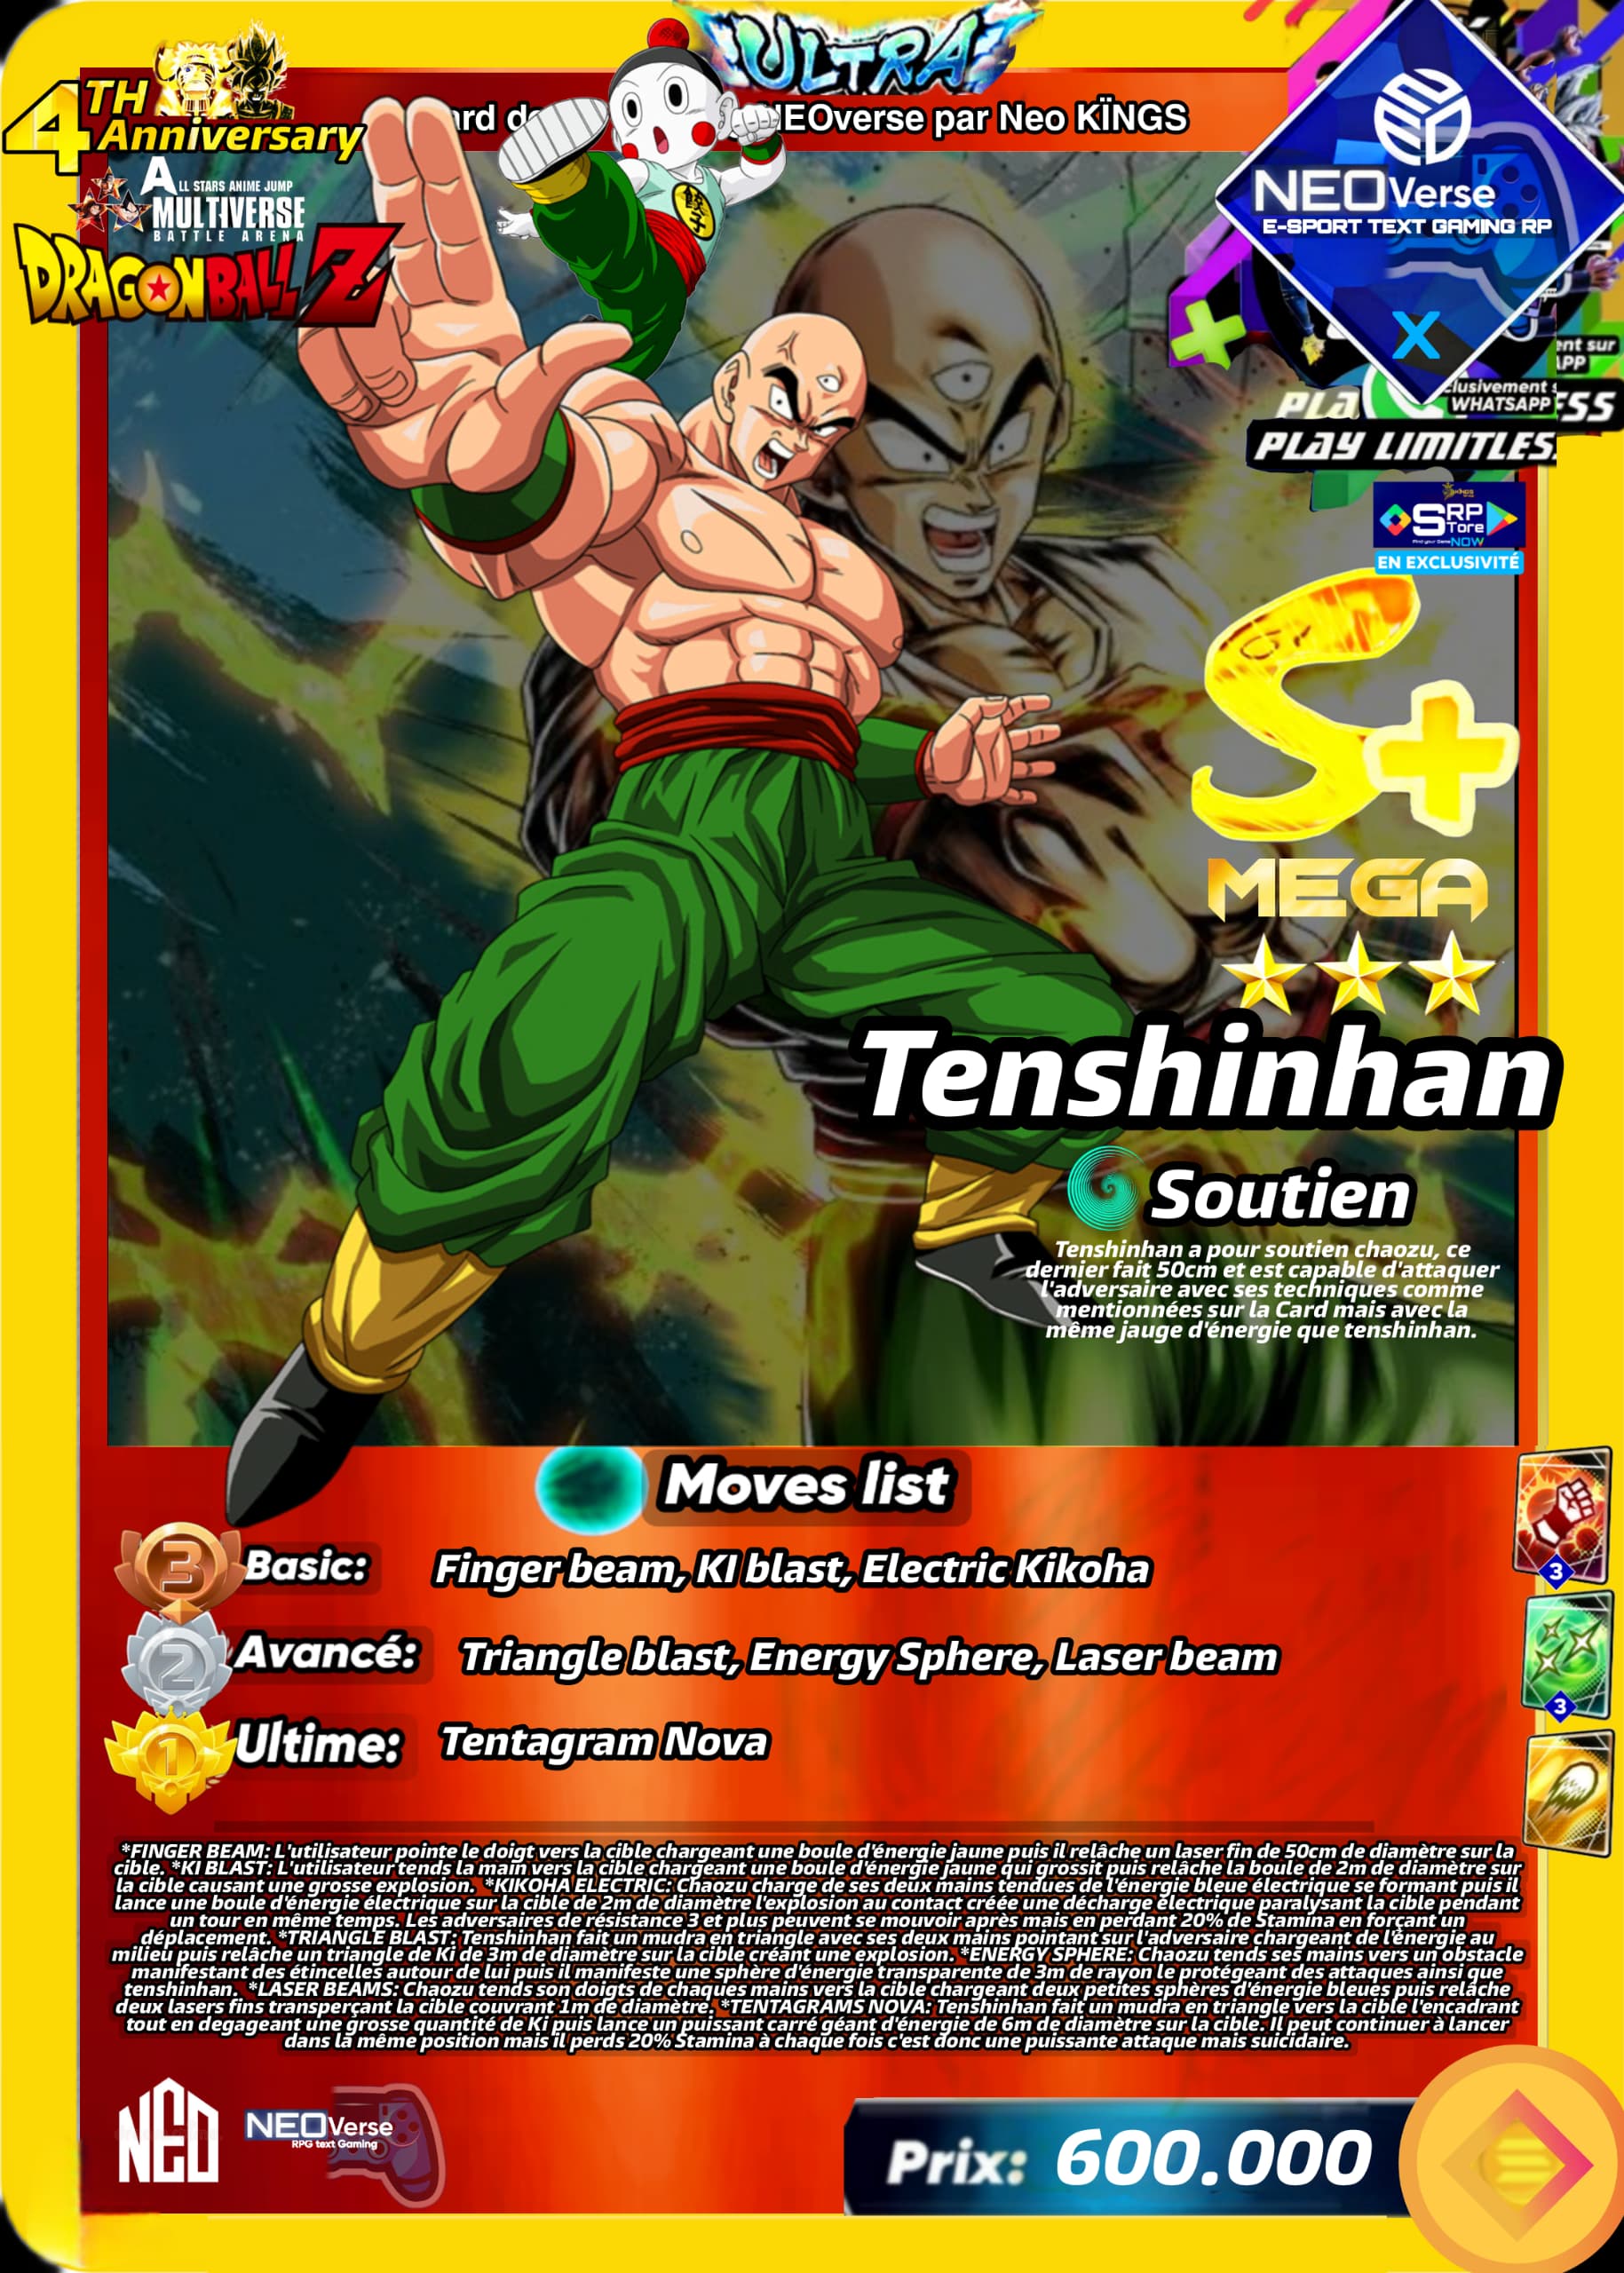 ULTRA
4TH
Anniversary
NEOverse par Neo KÏNGS
ALL STARS ANIME JUMP
MULTIVERSE
BATTLE ARENA
DRAGON BALL Z
餃子
NEOVerse
E-SPORT TEXT GAMING RP
X
ent sur
APP
lusivement
WHATSAPP
PLAY LIMITLES
SRP
Tore
NOW
EN EXCLUSIVITÉ
S+
MEGA
Tenshinhan
Soutien
Tenshinhan a pour soutien chaozu, ce
dernier fait 50cm et est capable d'attaquer
l'adversaire avec ses techniques comme
mentionnées sur la Card mais avec la
même jauge d'énergie que tenshinhan.
Moves list
3 Basic: Finger beam, KI blast, Electric Kikoha
3
2 Avancé: Triangle blast, Energy Sphere, Laser beam
3
1 Ultime: Tentagram Nova
*FINGER BEAM: L'utilisateur pointe le doigt vers la cible chargeant une boule d'énergie jaune puis il relâche un laser fin de 50cm de diamètre sur la
cible. *KI BLAST: L'utilisateur tends la main vers la cible chargeant une boule d'énergie jaune qui grossit puis relâche la boule de 2m de diamètre sur
la cible causant une grosse explosion. *KIKOHA ELECTRIC: Chaozu charge de ses deux mains tendues de l'énergie bleue électrique se formant puis il
lance une boule d'énergie électrique sur la cible de 2m de diamètre l'explosion au contact créée une décharge électrique paralysant la cible pendant
un tour en même temps. Les adversaires de résistance 3 et plus peuvent se mouvoir après mais en perdant 20% de Stamina en forçant un
déplacement. *TRIANGLE BLAST: Tenshinhan fait un mudra en triangle avec ses deux mains pointant sur l'adversaire chargeant de l'énergie au
milieu puis relâche un triangle de Ki de 3m de diamètre sur la cible créant une explosion. *ENERGY SPHERE: Chaozu tends ses mains vers un obstacle
manifestant des étincelles autour de lui puis il manifeste une sphère d'énergie transparente de 3m de rayon le protégeant des attaques ainsi que
tenshinhan. *LASER BEAMS: Chaozu tends son doigts de chaques mains vers la cible chargeant deux petites sphères d'énergie bleues puis relâche
deux lasers fins transperçant la cible couvrant 1m de diamètre. *TENTAGRAMS NOVA: Tenshinhan fait un mudra en triangle vers la cible l'encadrant
tout en degageant une grosse quantité de Ki puis lance un puissant carré géant d'énergie de 6m de diamètre sur la cible. Il peut continuer à lancer
dans la même position mais il perds 20% Stamina à chaque fois c'est donc une puissante attaque mais suicidaire.
NEO
NEOVerse
RPG text Gaming
Prix: 600.000